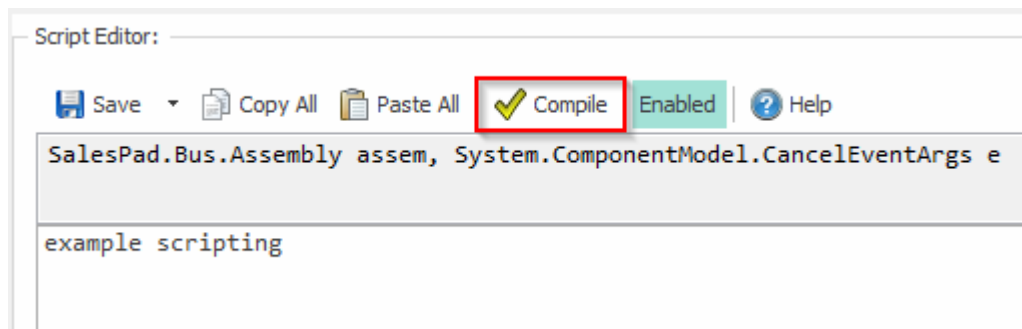 Script Editor:
Save Copy All Paste All Compile Enabled Help
SalesPad.Bus.Assembly assem, System.ComponentModel.CancelEventArgs e
example scripting